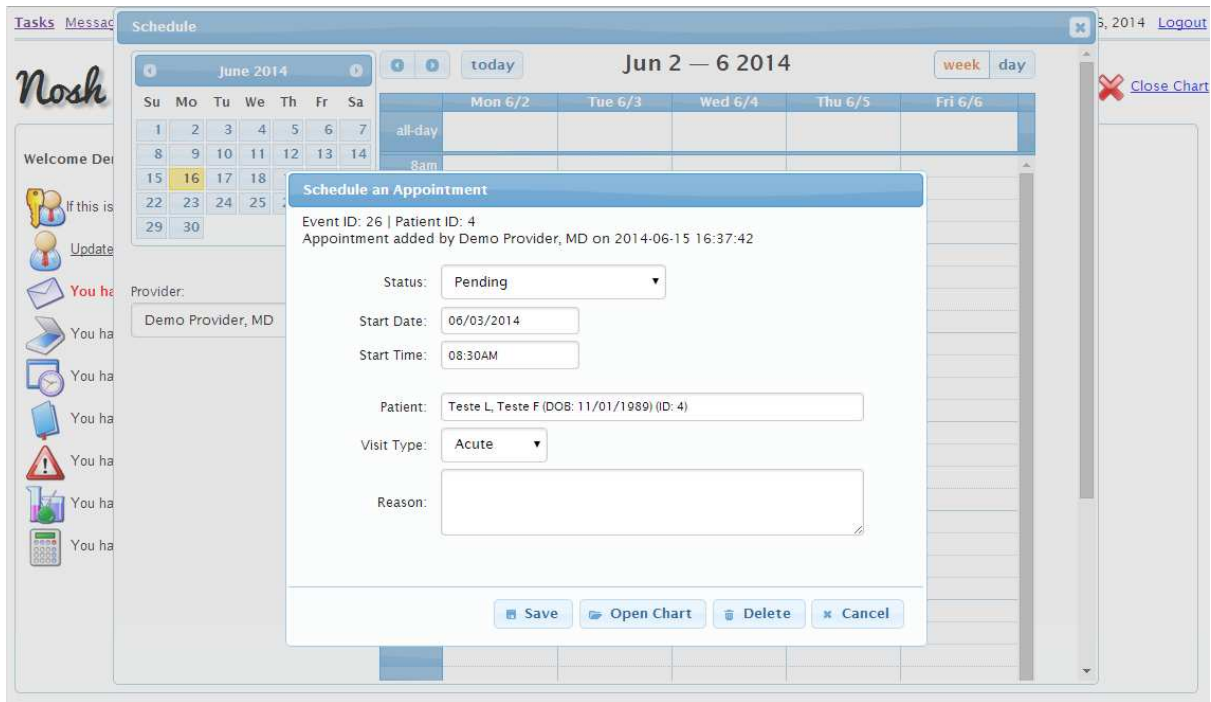 Tasks Messag
Schedule
5, 2014 Logout
Nosh
Close Chart
June 2014
today
Jun 2 — 6 2014
week day
Su Mo Tu We Th Fr Sa
1 2 3 4 5 6 7
8 9 10 11 12 13 14
15 16 17 18
22 23 24 25
29 30
Mon 6/2 Tue 6/3 Wed 6/4 Thu 6/5 Fri 6/6
all-day
8am
Welcome De
If this is
Update
You ha
You ha
You ha
You ha
You ha
You ha
You ha
Provider:
Demo Provider, MD
Schedule an Appointment
Event ID: 26 | Patient ID: 4
Appointment added by Demo Provider, MD on 2014-06-15 16:37:42
Status: Pending
Start Date: 06/03/2014
Start Time: 08:30AM
Patient: Teste L, Teste F (DOB: 11/01/1989) (ID: 4)
Visit Type: Acute
Reason:
Save Open Chart Delete Cancel